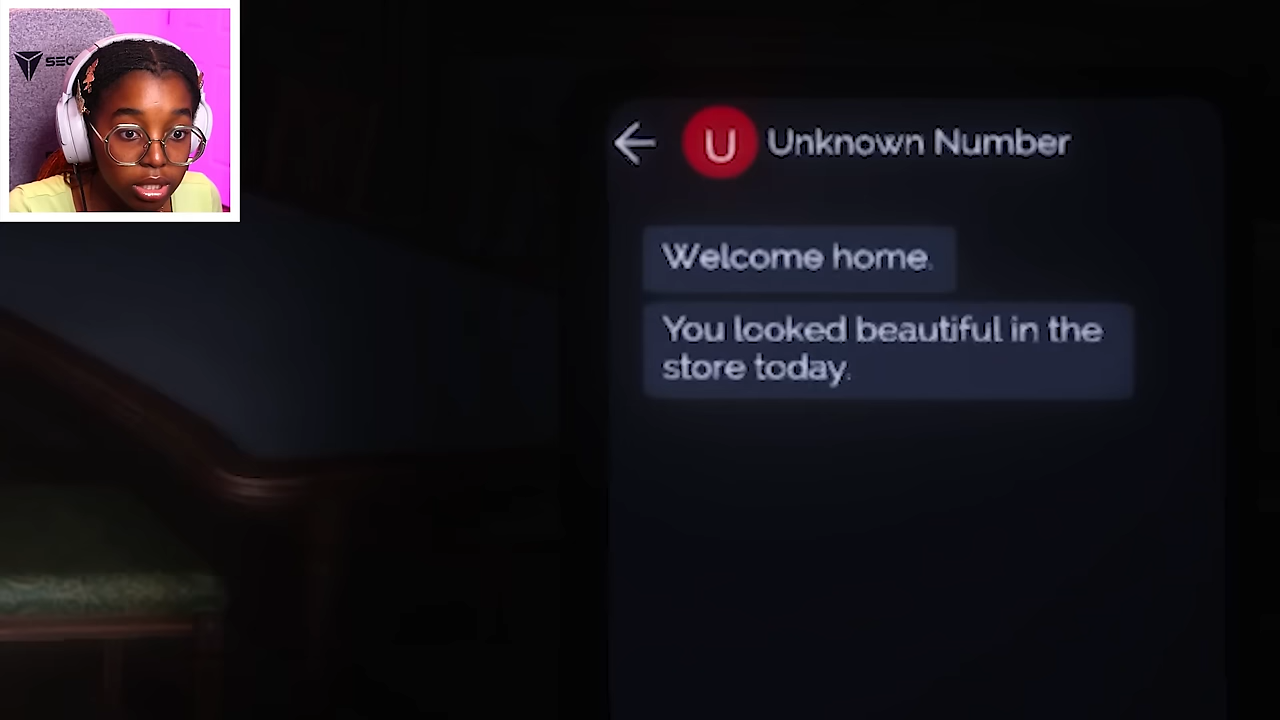 SEC
U Unknown Number
Welcome home.
You looked beautiful in the
store today.